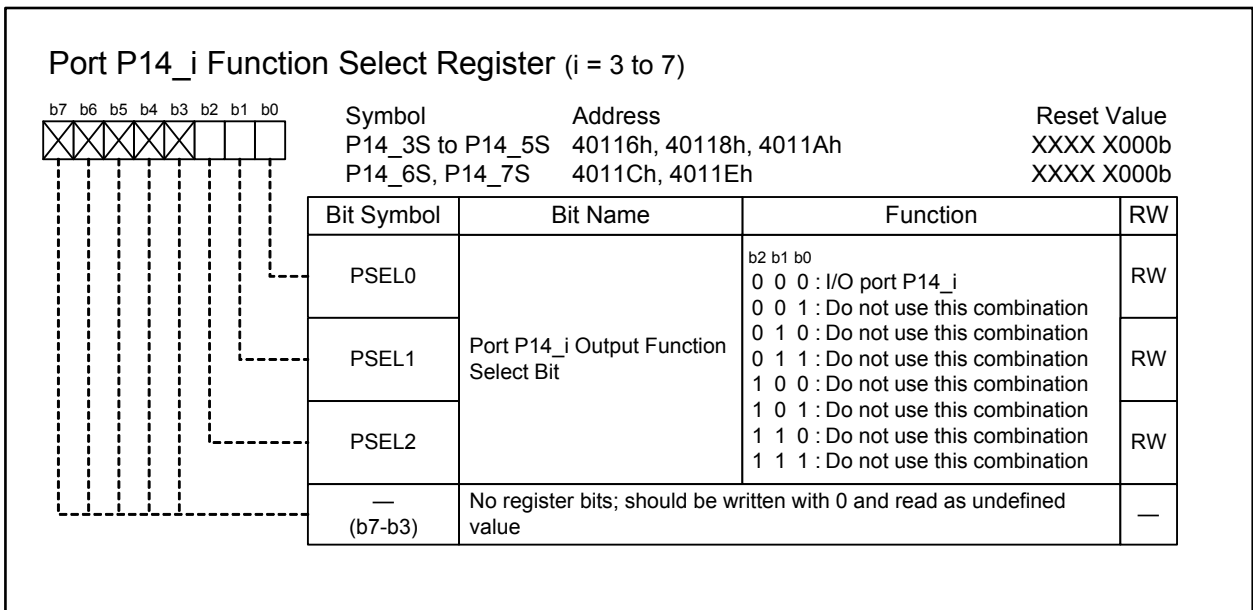 Port P14_i Function Select Register (i = 3 to 7)
b7 b6 b5 b4 b3 b2 b1 b0
Symbol Address Reset Value
P14_3S to P14_5S 40116h, 40118h, 4011Ah XXXX X000b
P14_6S, P14_7S 4011Ch, 4011Eh XXXX X000b
Bit Symbol Bit Name Function RW
PSEL0
PSEL1
PSEL2
Port P14_i Output Function
Select Bit
b2 b1 b0
0 0 0 : I/O port P14_i
0 0 1 : Do not use this combination
0 1 0 : Do not use this combination
0 1 1 : Do not use this combination
1 0 0 : Do not use this combination
1 0 1 : Do not use this combination
1 1 0 : Do not use this combination
1 1 1 : Do not use this combination
RW
RW
RW
—
(b7-b3)
No register bits; should be written with 0 and read as undefined
value
—